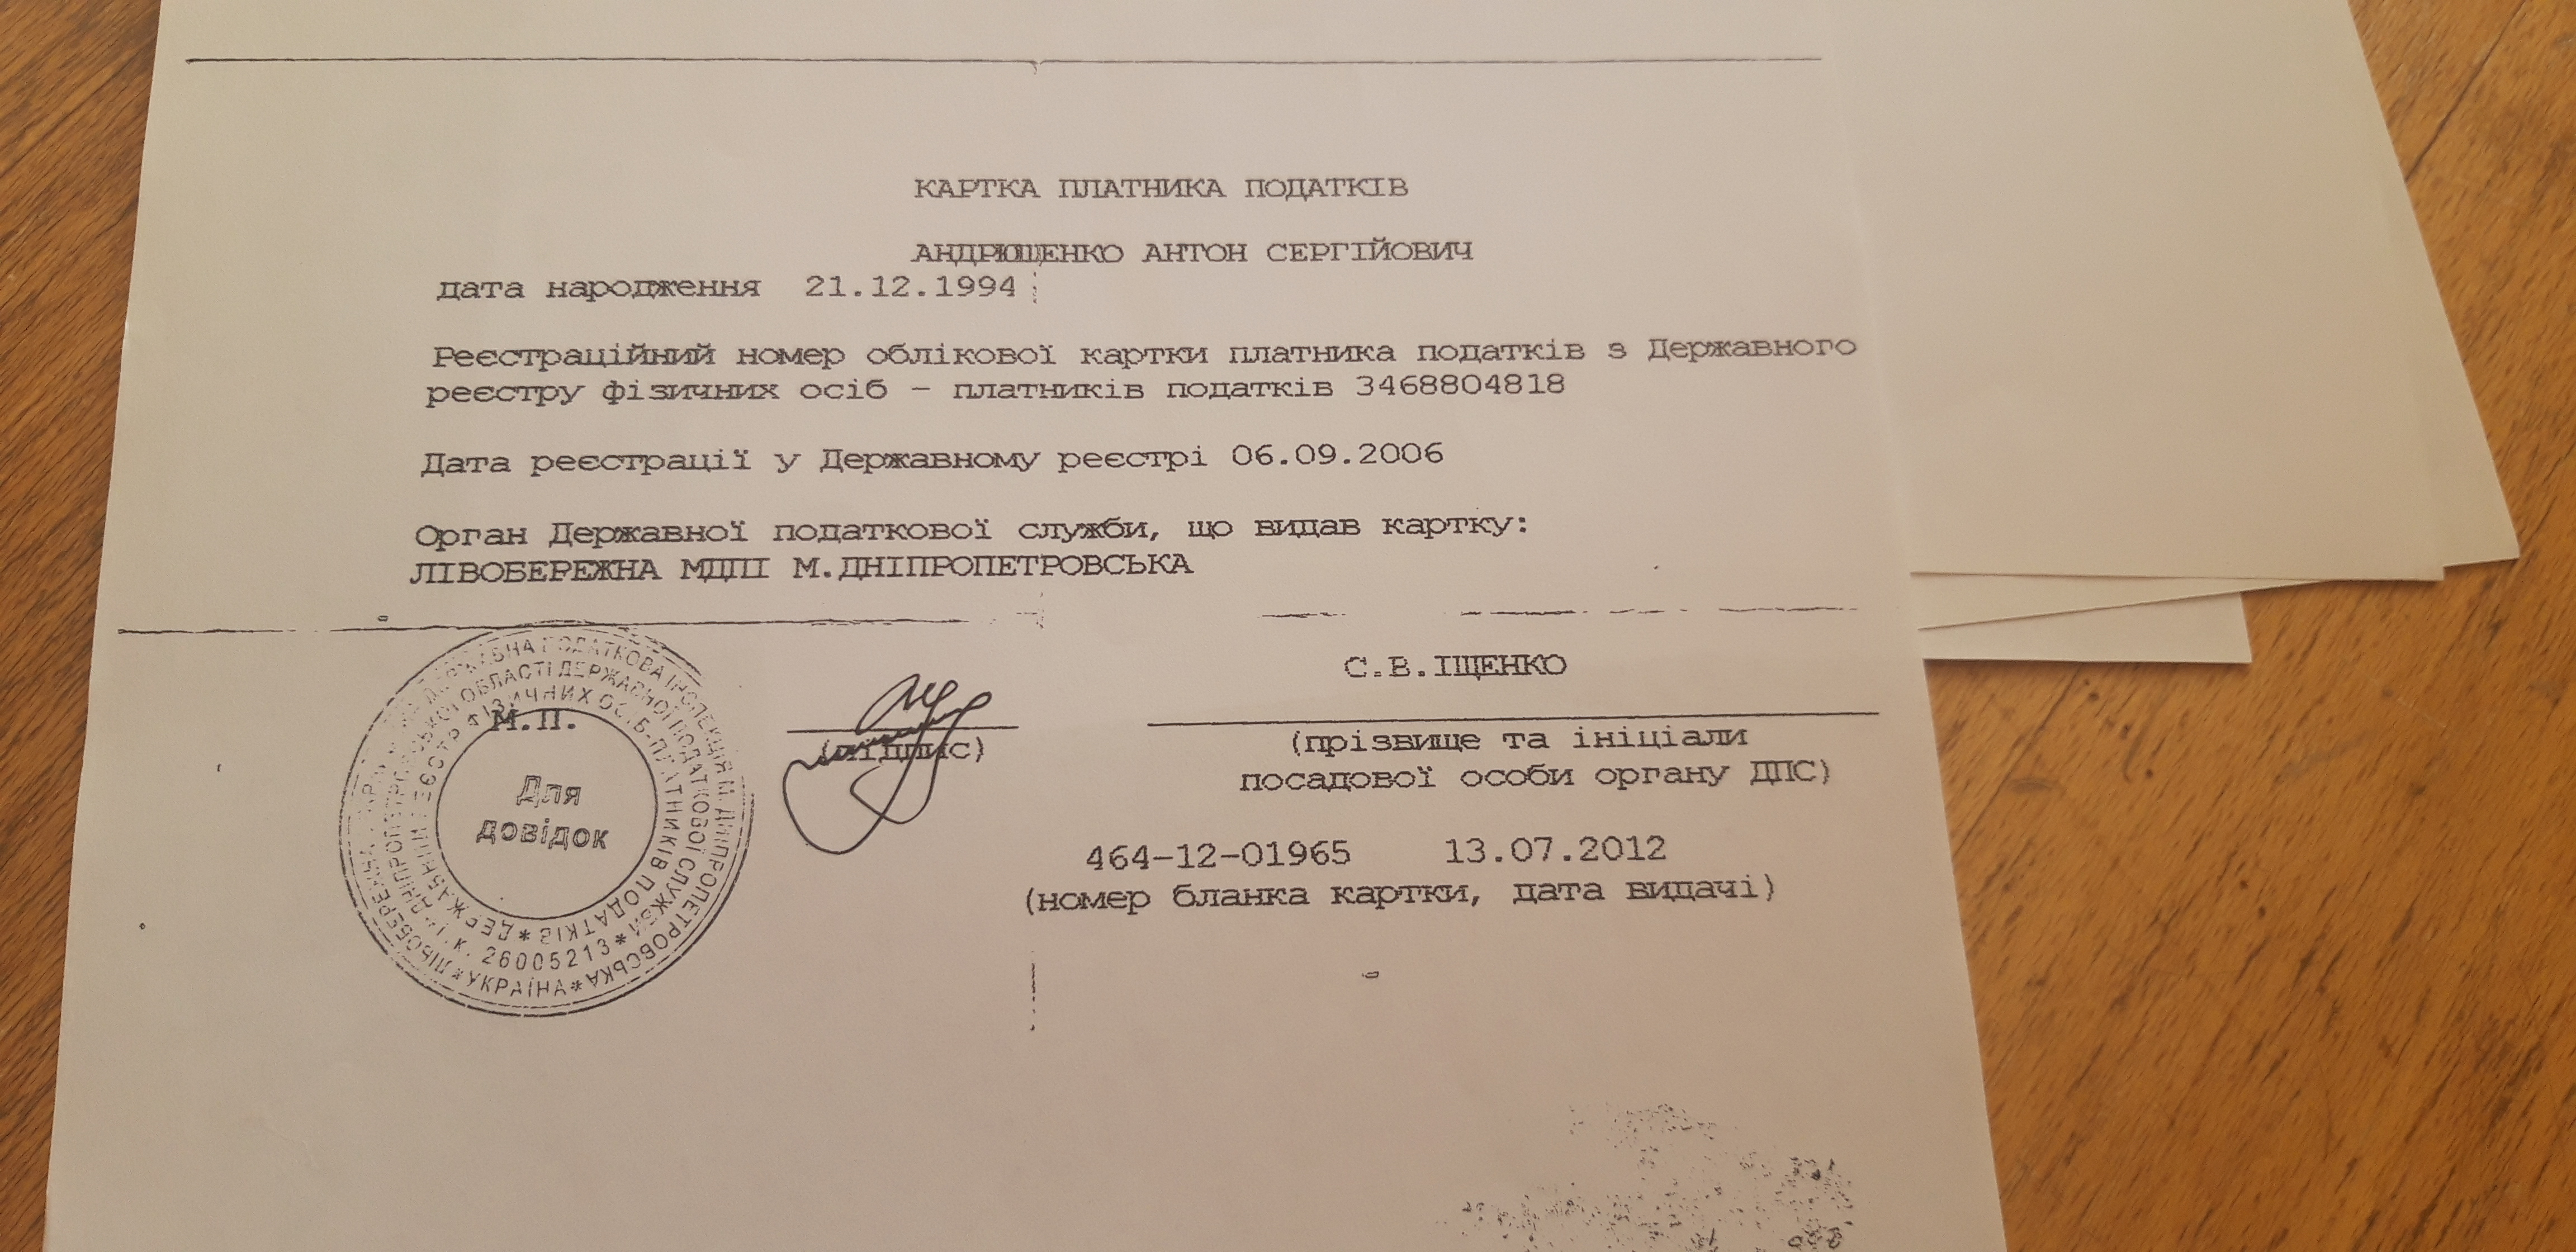 КАРТКА ПЛАТНИКА ПОДАТКІВ
АНДРЮЩЕНКО АНТОН СЕРГІЙОВИЧ
дата народження 21.12.1994
Реєстраційний номер облікової картки платника податків з Державного
реєстру фізичних осіб - платників податків 3468804818
Дата реєстрації у Державному реєстрі 06.09.2006
Орган Державної податкової служби, що видав картку:
ЛІВОБЕРЕЖНА МДПІ М.ДНІПРОПЕТРОВСЬКА
С.В.ІЩЕНКО
М.П.
(підпис)
(прізвище та ініціали
посадової особи органу ДПС)
464-12-01965 13.07.2012
(номер бланка картки, дата видачі)
Для
довідок
ДЕРЖАВНА ПОДАТКОВА ІНСПЕКЦІЯ М. ДНІПРОПЕТРОВСЬКА * УКРАЇНА *
ОБЛАСТІ ДЕРЖАВНОЇ ПОДАТКОВОЇ СЛУЖБИ * 26005213
ФІЗИЧНИХ ОСІБ-ПЛАТНИКІВ ПОДАТКІВ * ДЕРЖАВНИЙ РЕЄСТР